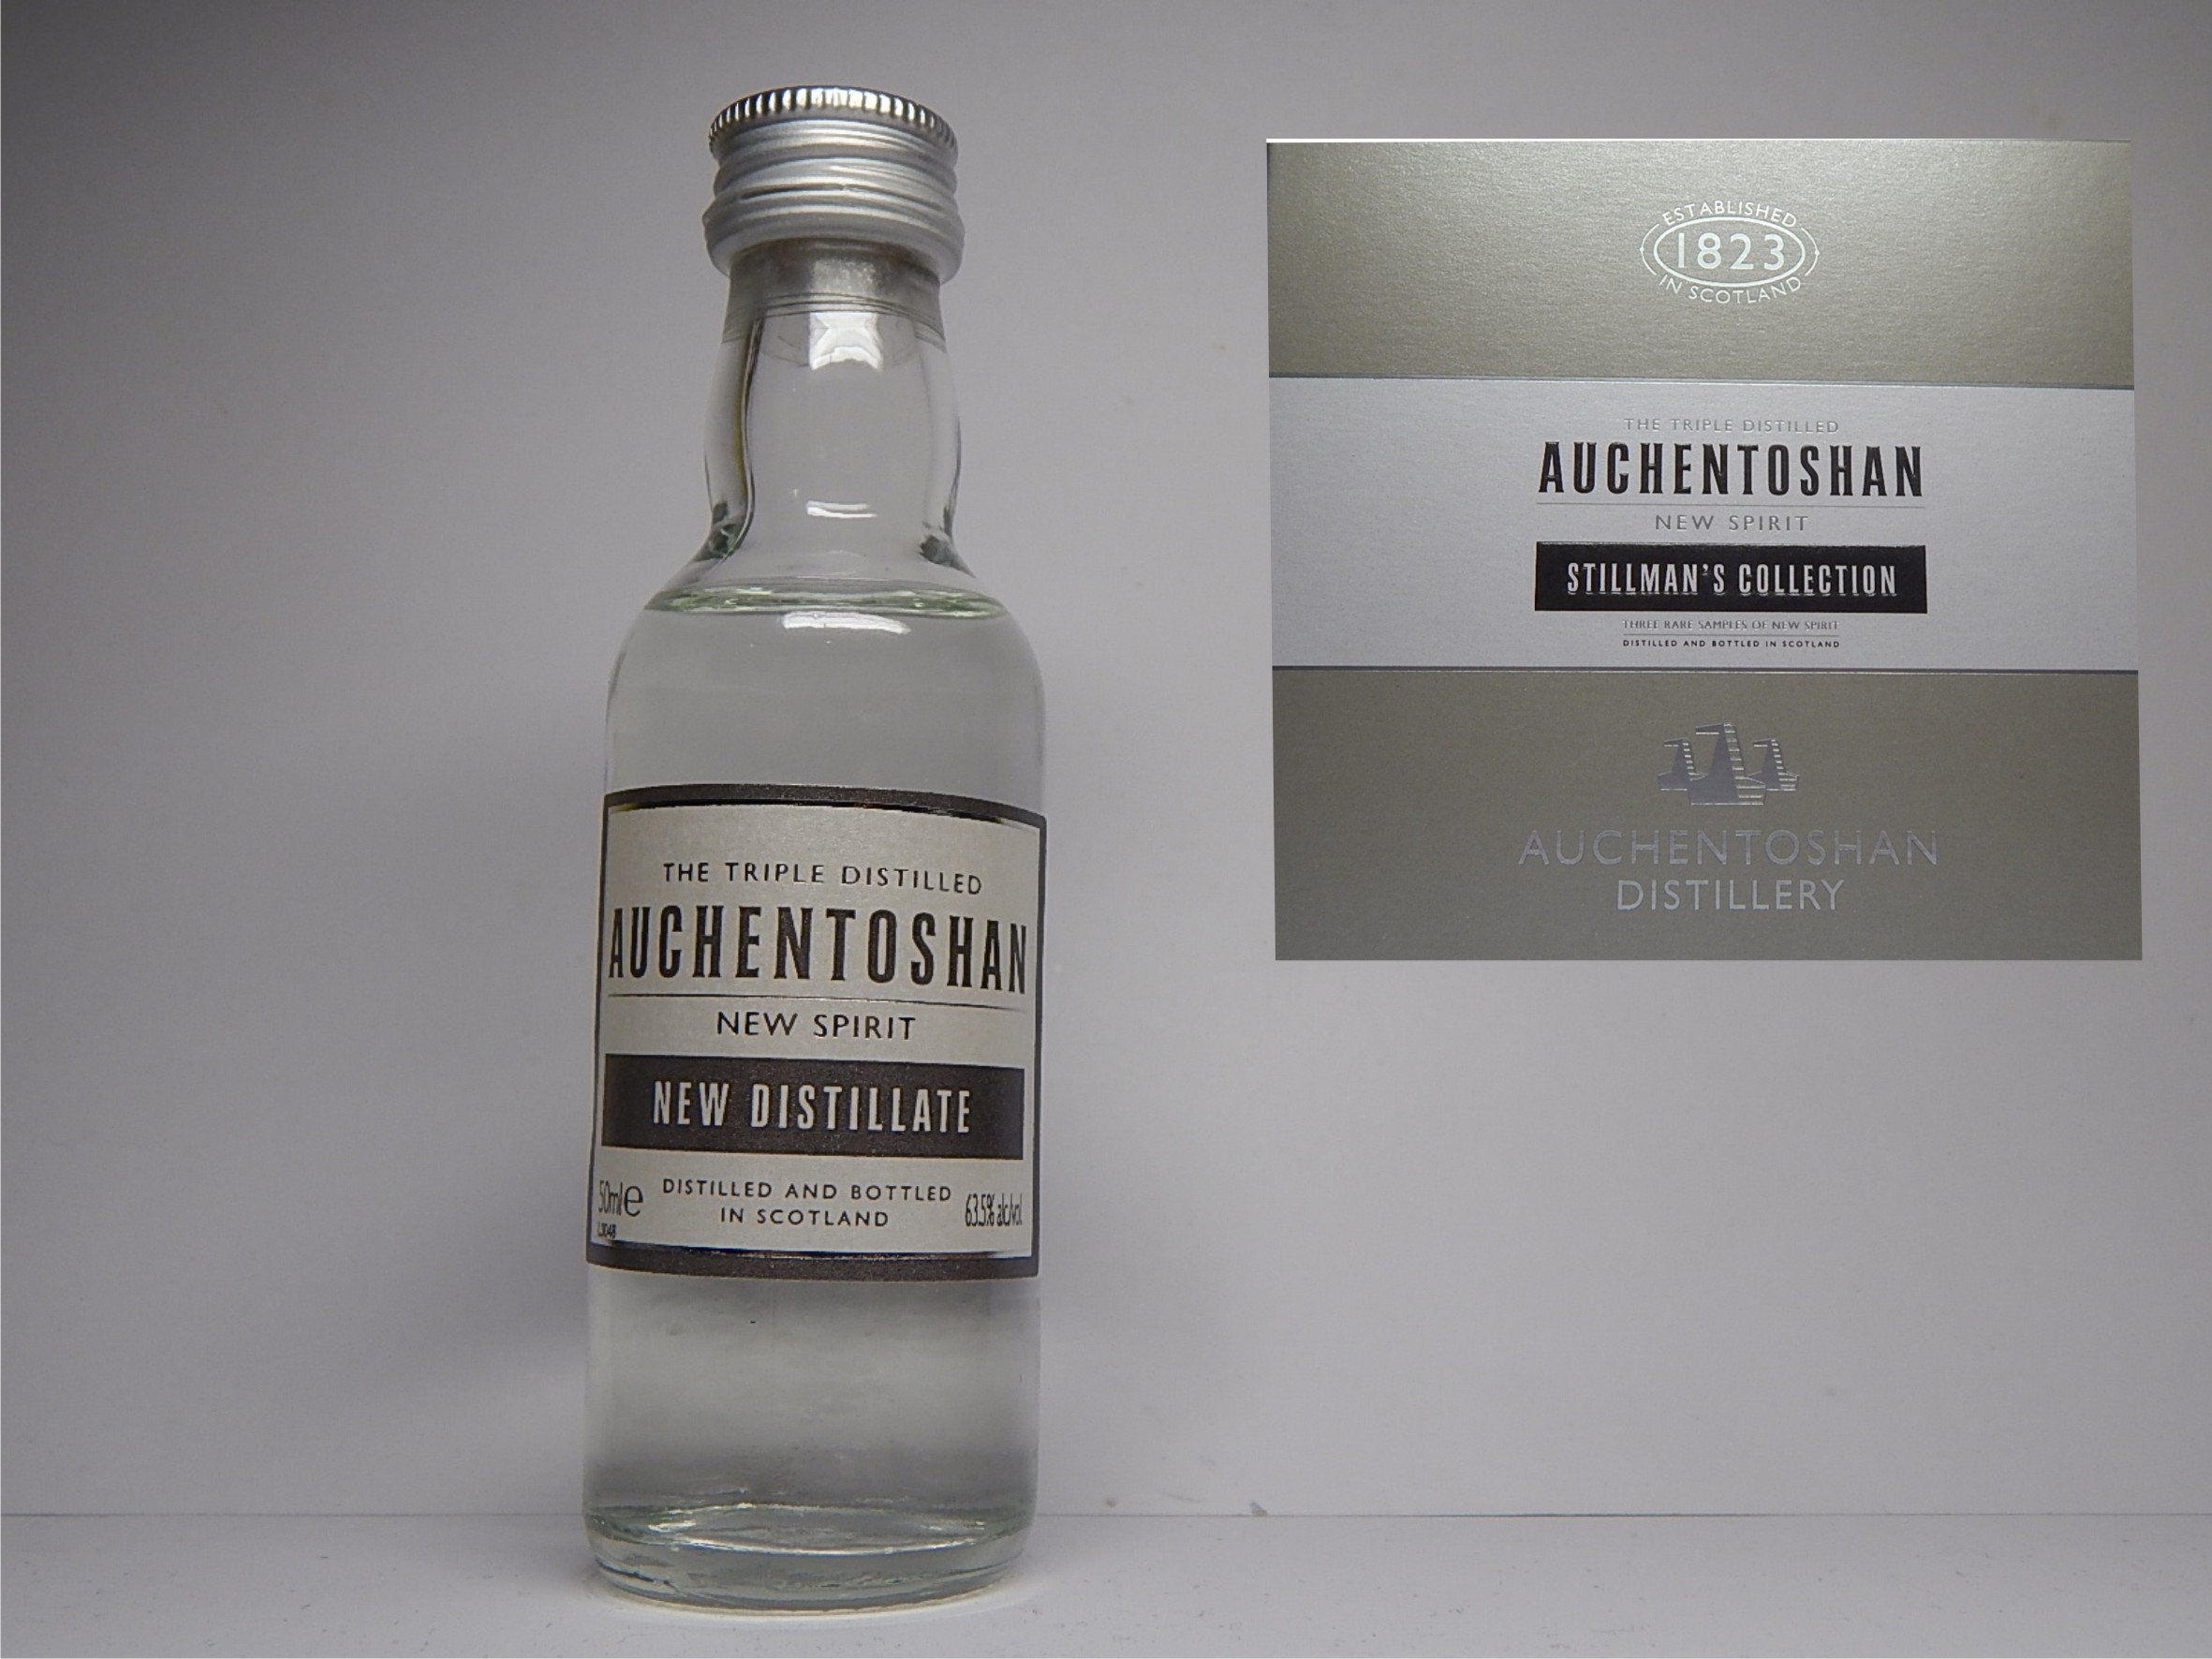 THE TRIPLE DISTILLED
AUCHENTOSHAN
NEW SPIRIT
NEW DISTILLATE
50ml e
DISTILLED AND BOTTLED
IN SCOTLAND
63.5% alc/vol
ESTABLISHED
1823
IN SCOTLAND
THE TRIPLE DISTILLED
AUCHENTOSHAN
NEW SPIRIT
STILLMAN'S COLLECTION
THREE RARE SAMPLES OF NEW SPIRIT
DISTILLED AND BOTTLED IN SCOTLAND
AUCHENTOSHAN
DISTILLERY